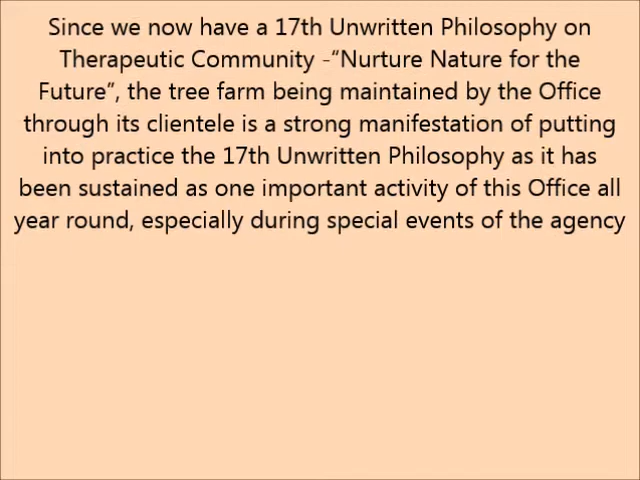 Since we now have a 17th Unwritten Philosophy on
Therapeutic Community -“Nurture Nature for the
Future”, the tree farm being maintained by the Office
through its clientele is a strong manifestation of putting
into practice the 17th Unwritten Philosophy as it has
been sustained as one important activity of this Office all
year round, especially during special events of the agency